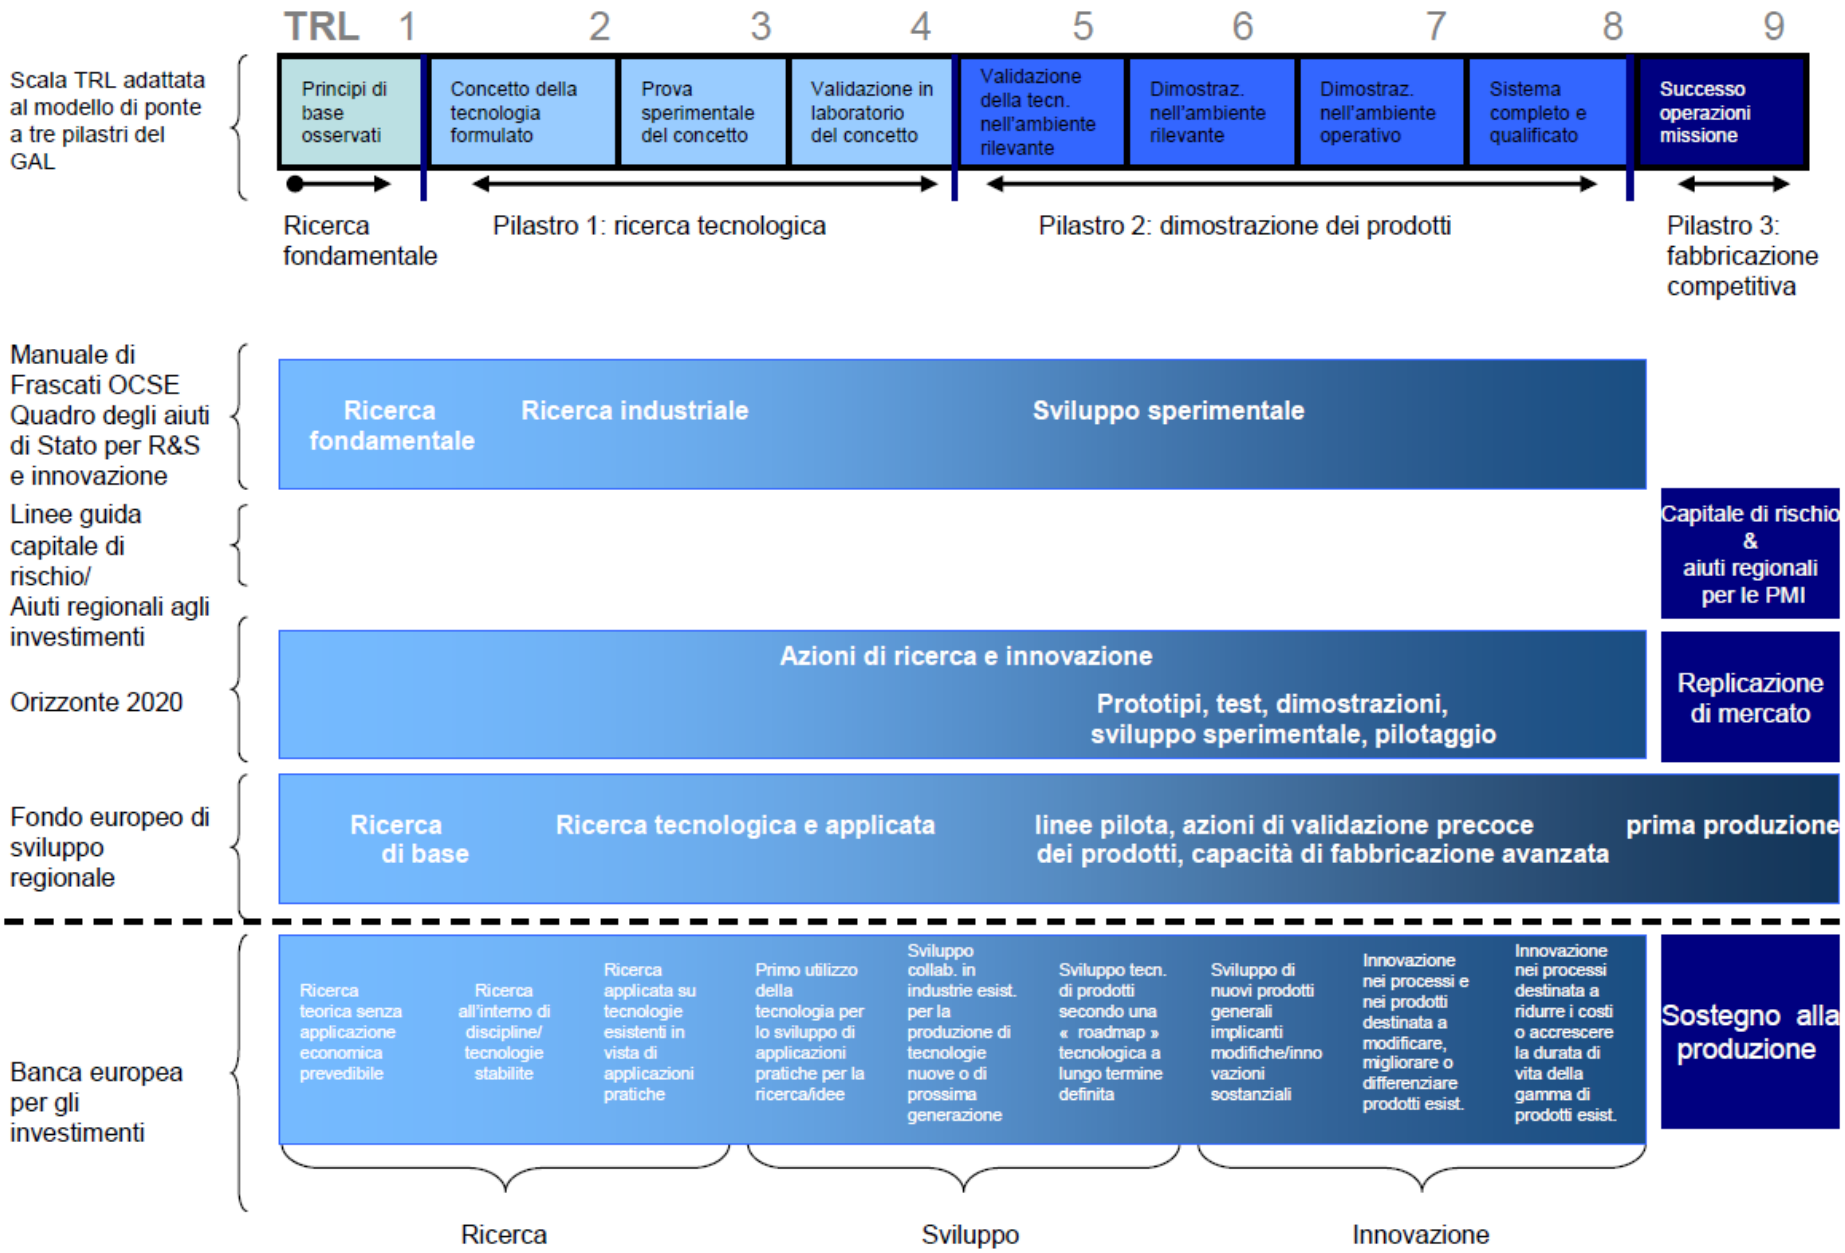 TRL 1 2 3 4 5 6 7 8 9
Scala TRL adattata
al modello di ponte
a tre pilastri del
GAL
Principi di
base
osservati
Concetto della
tecnologia
formulato
Prova
sperimentale
del concetto
Validazione in
laboratorio
del concetto
Validazione
della tecn.
nell'ambiente
rilevante
Dimostraz.
nell'ambiente
rilevante
Dimostraz.
nell'ambiente
operativo
Sistema
completo e
qualificato
Successo
operazioni
missione
Ricerca
fondamentale
Pilastro 1: ricerca tecnologica
Pilastro 2: dimostrazione dei prodotti
Pilastro 3:
fabbricazione
competitiva
Manuale di
Frascati OCSE
Quadro degli aiuti
di Stato per R&S
e innovazione
Ricerca
fondamentale
Ricerca industriale
Sviluppo sperimentale
Linee guida
capitale di
rischio/
Aiuti regionali agli
investimenti
Capitale di rischio
&
aiuti regionali
per le PMI
Orizzonte 2020
Azioni di ricerca e innovazione
Prototipi, test, dimostrazioni,
sviluppo sperimentale, pilotaggio
Replicazione
di mercato
Fondo europeo di
sviluppo
regionale
Ricerca
di base
Ricerca tecnologica e applicata
linee pilota, azioni di validazione precoce
dei prodotti, capacità di fabbricazione avanzata
prima produzione
Banca europea
per gli
investimenti
Ricerca
teorica senza
applicazione
economica
prevedibile
Ricerca
all'interno di
discipline/
tecnologie
stabilite
Ricerca
applicata su
tecnologie
esistenti in
vista di
applicazioni
pratiche
Primo utilizzo
della
tecnologia per
lo sviluppo di
applicazioni
pratiche per la
ricerca/idee
Sviluppo
collab. in
industrie esist.
per la
produzione di
tecnologie
nuove o di
prossima
generazione
Sviluppo tecn.
di prodotti
secondo una
« roadmap »
tecnologica a
lungo termine
definita
Sviluppo di
nuovi prodotti
generali
implicanti
modifiche/inno
vazioni
sostanziali
Innovazione
nei processi e
nei prodotti
destinata a
modificare,
migliorare o
differenziare
prodotti esist.
Innovazione
nei processi
destinata a
ridurre i costi
o accrescere
la durata di
vita della
gamma di
prodotti esist.
Sostegno alla
produzione
Ricerca
Sviluppo
Innovazione